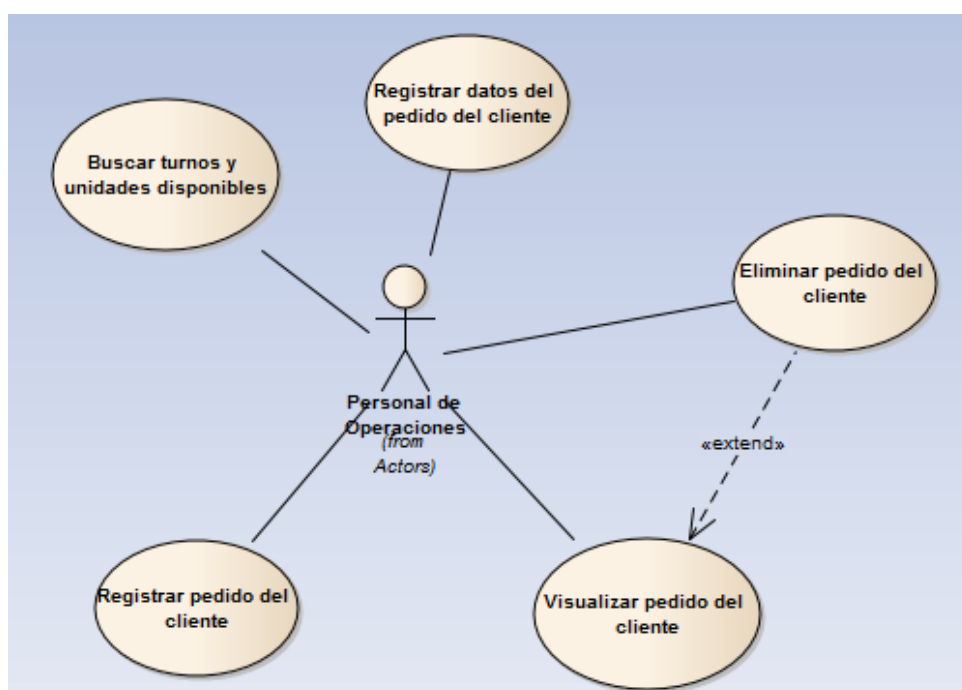 Registrar datos del
pedido del cliente
Buscar turnos y
unidades disponibles
Eliminar pedido del
cliente
Personal de
Operaciones
(from
Actors)
«extend»
Registrar pedido del
cliente
Visualizar pedido del
cliente